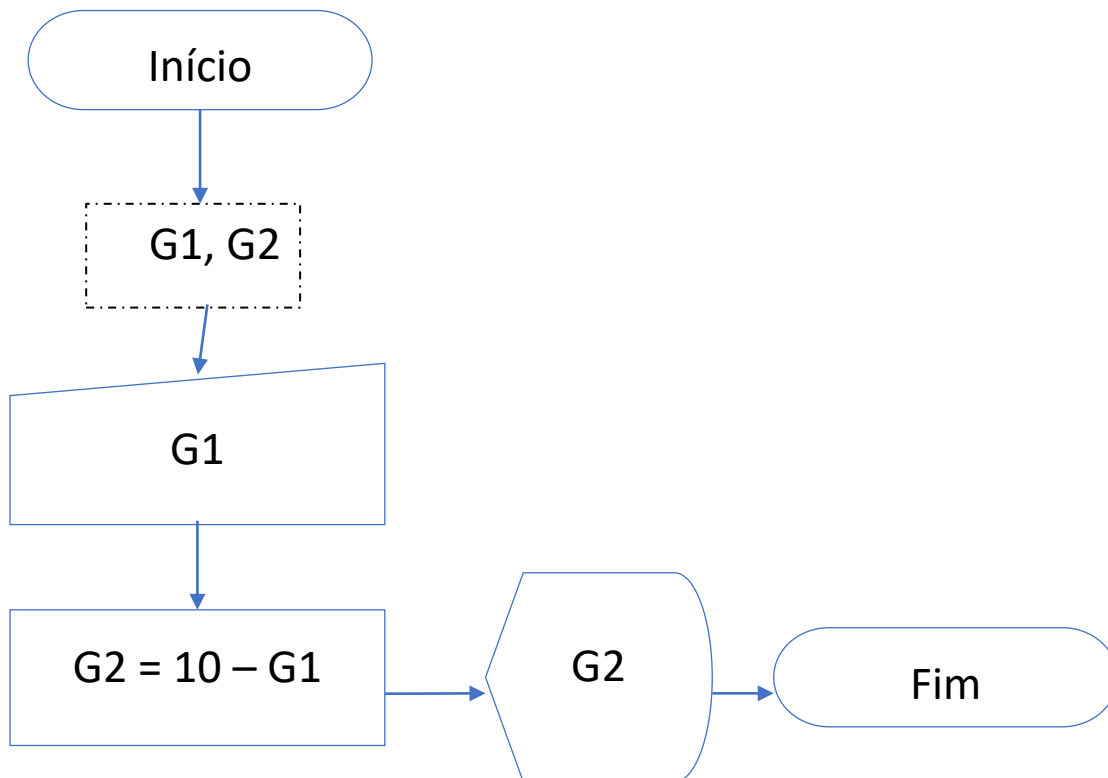 Início
G1, G2
G1
G2 = 10 – G1
G2
Fim